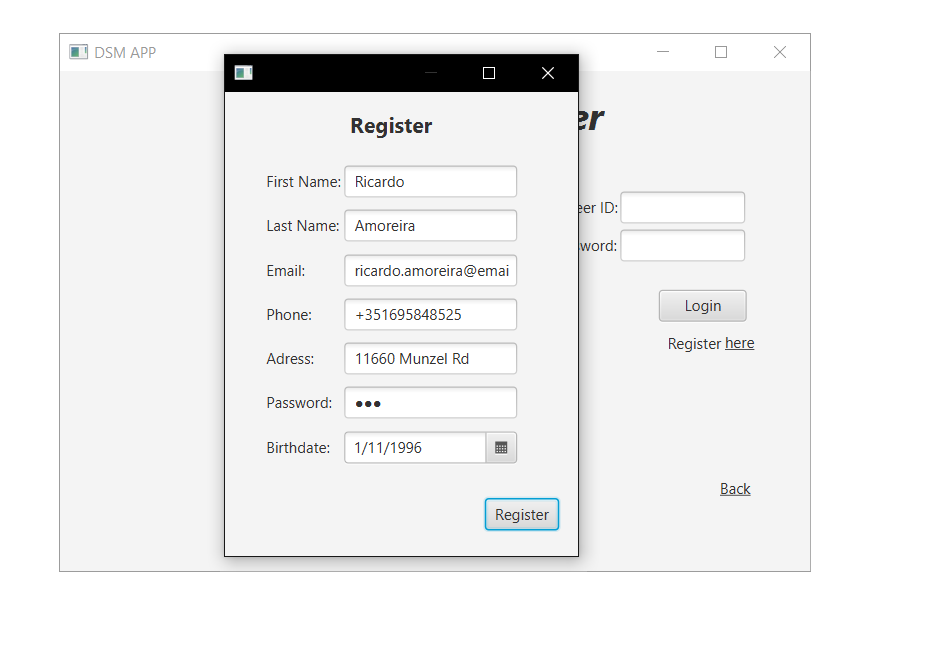 DSM APP
Register
First Name: Ricardo
Last Name: Amoreira
Email: ricardo.amoreira@emai
Phone: +351695848525
Adress: 11660 Munzel Rd
Password: ●●●
Birthdate: 1/11/1996
Register
er
eer ID:
sword:
Login
Register here
Back